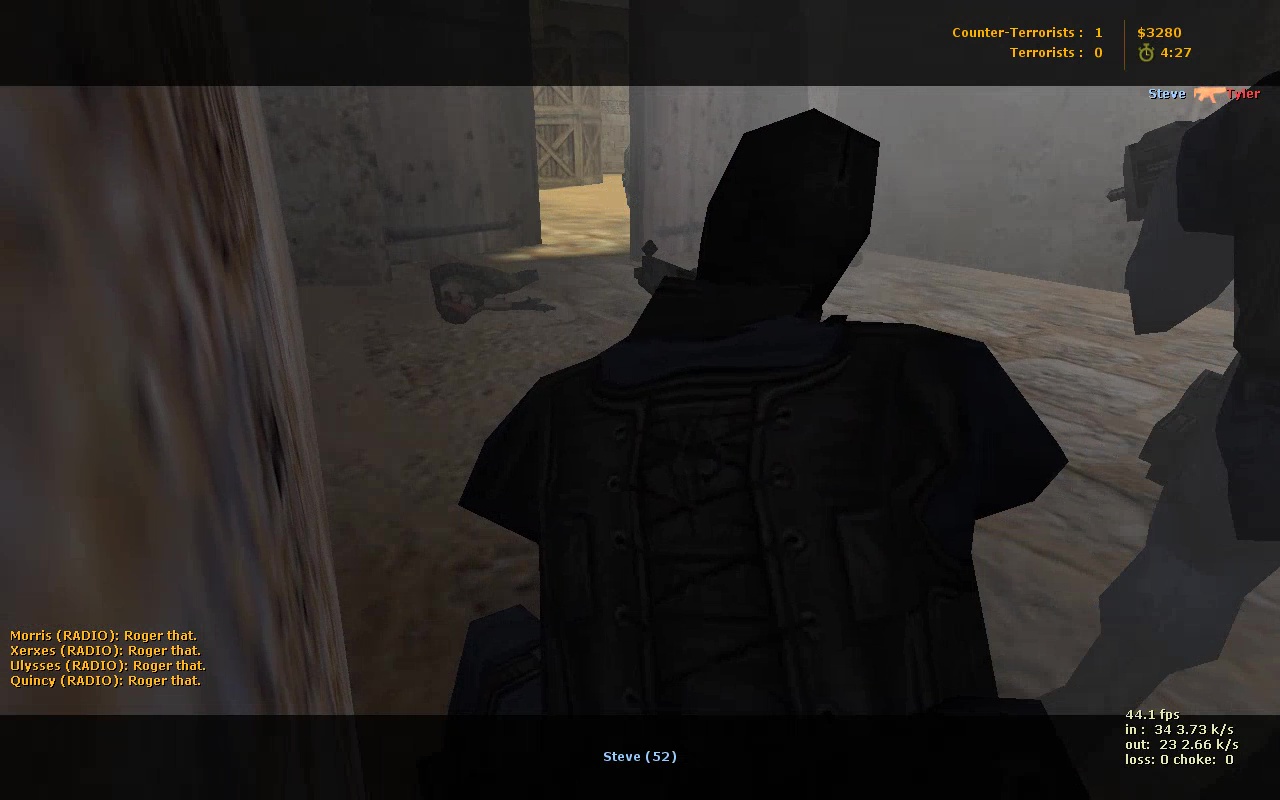 Counter-Terrorists : 1 $3280
Terrorists : 0 4:27
Steve Tyler
Morris (RADIO): Roger that.
Xerxes (RADIO): Roger that.
Ulysses (RADIO): Roger that.
Quincy (RADIO): Roger that.
44.1 fps
in : 34 3.73 k/s
out: 23 2.66 k/s
loss: 0 choke: 0
Steve (52)